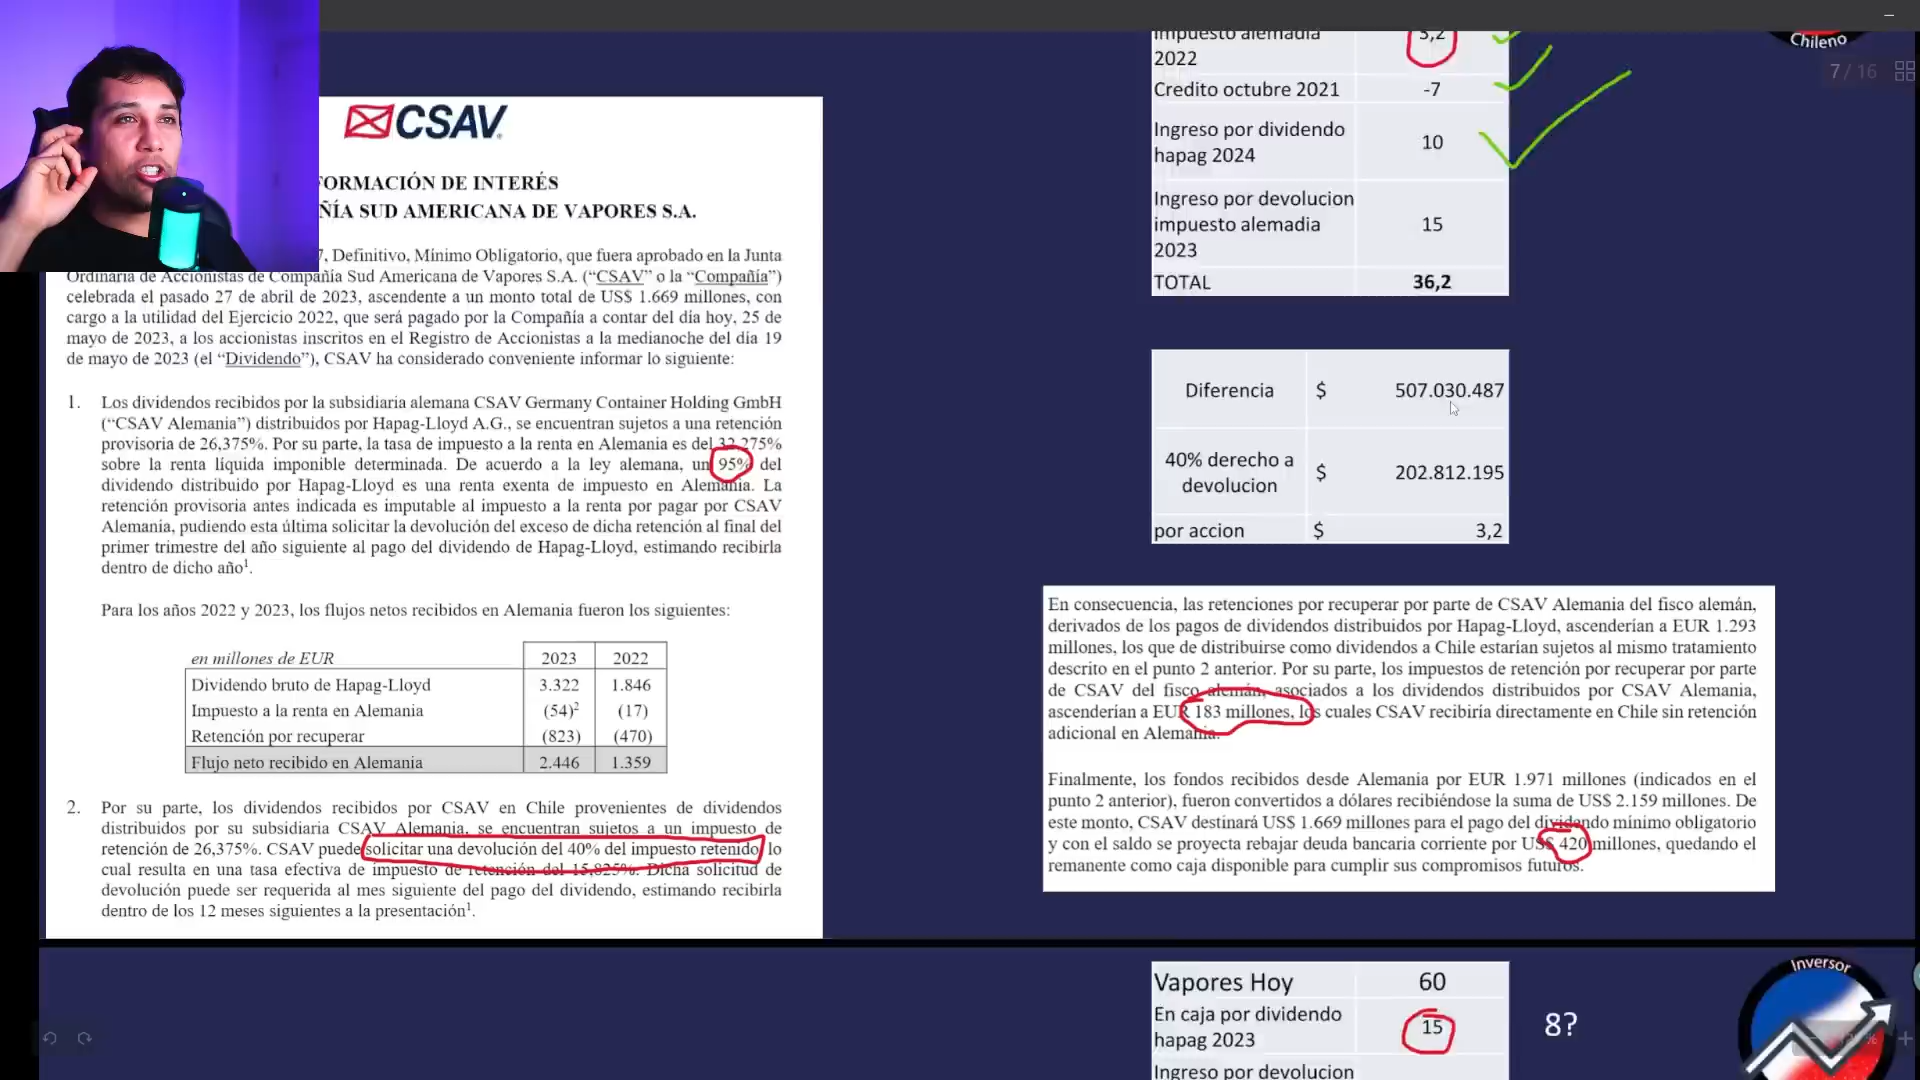 CSAV
FORMACIÓN DE INTERÉS
ÑÍA SUD AMERICANA DE VAPORES S.A.
7, Definitivo, Mínimo Obligatorio, que fuera aprobado en la Junta
Ordinaria de Accionistas de Compañía Sud Americana de Vapores S.A. (“CSAV” o la “Compañía”)
celebrada el pasado 27 de abril de 2023, ascendente a un monto total de US$ 1.669 millones, con
cargo a la utilidad del Ejercicio 2022, que será pagado por la Compañía a contar del día hoy, 25 de
mayo de 2023, a los accionistas inscritos en el Registro de Accionistas a la medianoche del día 19
de mayo de 2023 (el “Dividendo”), CSAV ha considerado conveniente informar lo siguiente:
1. Los dividendos recibidos por la subsidiaria alemana CSAV Germany Container Holding GmbH
(“CSAV Alemania”) distribuidos por Hapag-Lloyd A.G., se encuentran sujetos a una retención
provisoria de 26,375%. Por su parte, la tasa de impuesto a la renta en Alemania es del 32,275%
sobre la renta líquida imponible determinada. De acuerdo a la ley alemana, un 95% del
dividendo distribuido por Hapag-Lloyd es una renta exenta de impuesto en Alemania. La
retención provisoria antes indicada es imputable al impuesto a la renta por pagar por CSAV
Alemania, pudiendo esta última solicitar la devolución del exceso de dicha retención al final del
primer trimestre del año siguiente al pago del dividendo de Hapag-Lloyd, estimando recibirla
dentro de dicho año1.
Para los años 2022 y 2023, los flujos netos recibidos en Alemania fueron los siguientes:
en millones de EUR 2023 2022
Dividendo bruto de Hapag-Lloyd 3.322 1.846
Impuesto a la renta en Alemania (54)2 (17)
Retención por recuperar (823) (470)
Flujo neto recibido en Alemania 2.446 1.359
2. Por su parte, los dividendos recibidos por CSAV en Chile provenientes de dividendos
distribuidos por su subsidiaria CSAV Alemania, se encuentran sujetos a un impuesto de
retención de 26,375%. CSAV puede solicitar una devolución del 40% del impuesto retenido, lo
cual resulta en una tasa efectiva de impuesto de retención del 15,825%. Dicha solicitud de
devolución puede ser requerida al mes siguiente del pago del dividendo, estimando recibirla
dentro de los 12 meses siguientes a la presentación1.
impuesto alemadia
2022 3,2
Credito octubre 2021 -7
Ingreso por dividendo
hapag 2024 10
Ingreso por devolucion
impuesto alemadia
2023 15
TOTAL 36,2
Diferencia $ 507.030.487
40% derecho a
devolucion $ 202.812.195
por accion $ 3,2
En consecuencia, las retenciones por recuperar por parte de CSAV Alemania del fisco alemán,
derivados de los pagos de dividendos distribuidos por Hapag-Lloyd, ascenderían a EUR 1.293
millones, los que de distribuirse como dividendos a Chile estarían sujetos al mismo tratamiento
descrito en el punto 2 anterior. Por su parte, los impuestos de retención por recuperar por parte
de CSAV del fisco alemán, asociados a los dividendos distribuidos por CSAV Alemania,
ascenderían a EUR 183 millones, los cuales CSAV recibiría directamente en Chile sin retención
adicional en Alemania.
Finalmente, los fondos recibidos desde Alemania por EUR 1.971 millones (indicados en el
punto 2 anterior), fueron convertidos a dólares recibiéndose la suma de US$ 2.159 millones. De
este monto, CSAV destinará US$ 1.669 millones para el pago del dividendo mínimo obligatorio
y con el saldo se proyecta rebajar deuda bancaria corriente por US$ 420 millones, quedando el
remanente como caja disponible para cumplir sus compromisos futuros.
Vapores Hoy 60
En caja por dividendo
hapag 2023 15
Ingreso por devolucion
8?
Chileno
7 / 16
Inversor